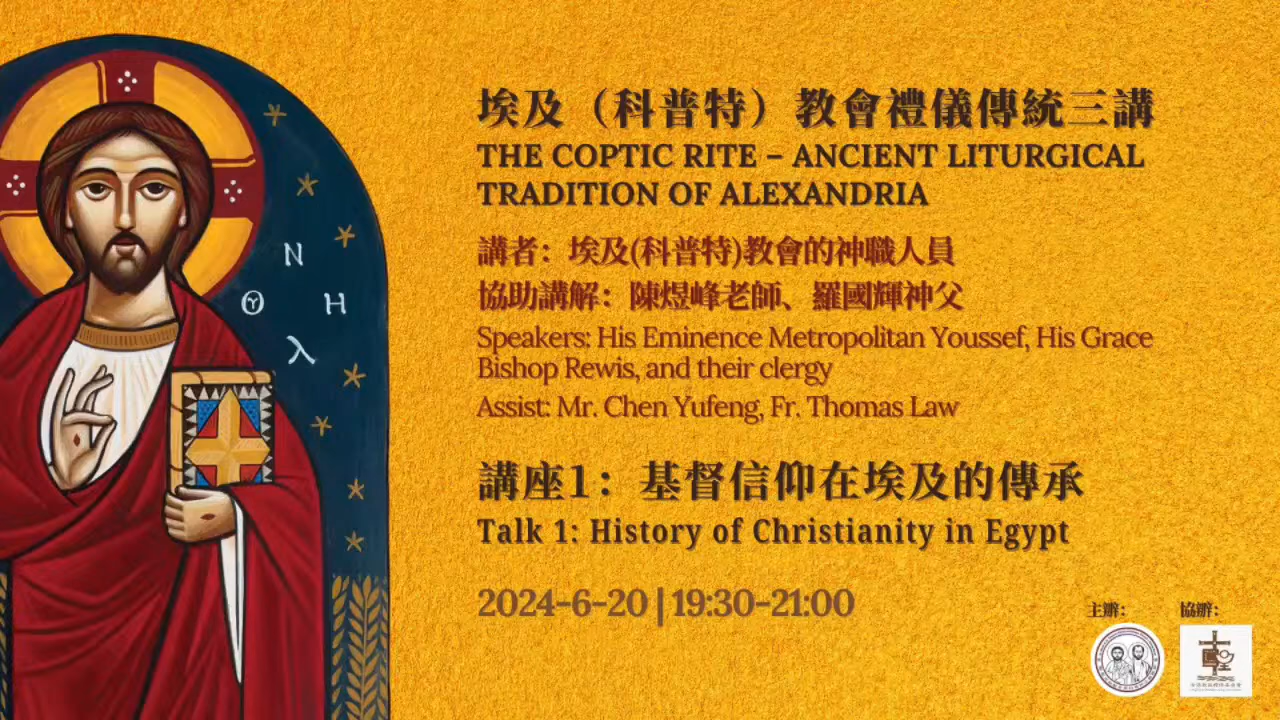 埃及（科普特）教會禮儀傳統三講
THE COPTIC RITE – ANCIENT LITURGICAL
TRADITION OF ALEXANDRIA
講者：埃及(科普特)教會的神職人員
協助講解：陳煜峰老師、羅國輝神父
Speakers: His Eminence Metropolitan Youssef, His Grace
Bishop Rewis, and their clergy
Assist: Mr. Chen Yufeng, Fr. Thomas Law
講座1：基督信仰在埃及的傳承
Talk 1: History of Christianity in Egypt
2024-6-20 | 19:30-21:00
主辦： 協辦：
N
H
λ